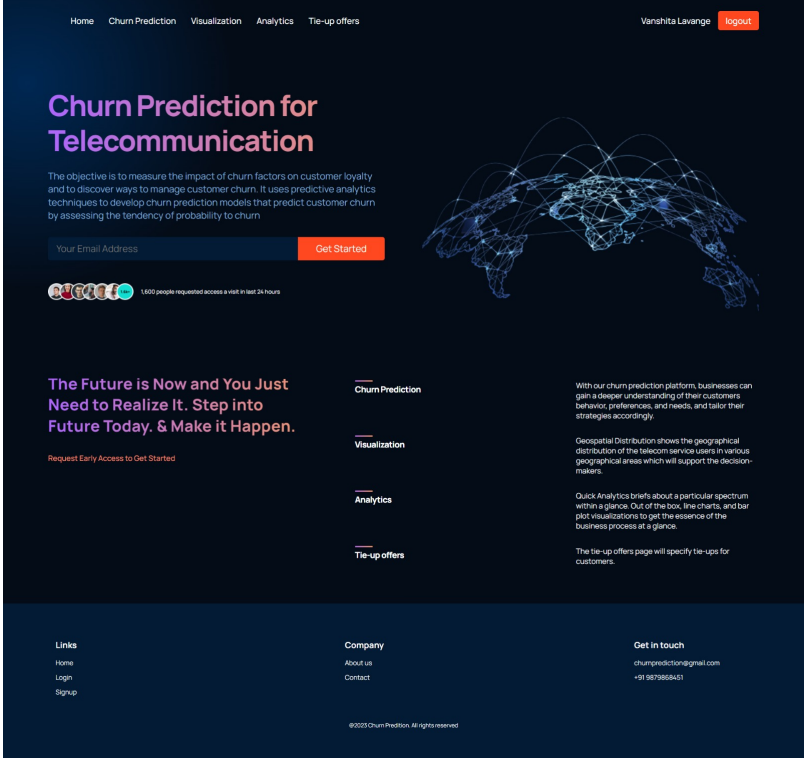 Home Churn Prediction Visualization Analytics Tie-up offers Vanshita Lavange logout
Churn Prediction for
Telecommunication
The objective is to measure the impact of churn factors on customer loyalty
and to discover ways to manage customer churn. It uses predictive analytics
techniques to develop churn prediction models that predict customer churn
by assessing the tendency of probability to churn
Your Email Address Get Started
1,600 people requested access a visit in last 24 hours
The Future is Now and You Just
Need to Realize It. Step into
Future Today. & Make it Happen.
Request Early Access to Get Started
Churn Prediction
With our churn prediction platform, businesses can
gain a deeper understanding of their customers
behavior, preferences, and needs, and tailor their
strategies accordingly.
Visualization
Geospatial Distribution shows the geographical
distribution of the telecom service users in various
geographical areas which will support the decision-
makers.
Analytics
Quick Analytics briefs about a particular spectrum
within a glance. Out of the box, line charts, and bar
plot visualizations to get the essence of the
business process at a glance.
Tie-up offers
The tie-up offers page will specify tie-ups for
customers.
Links
Home
Login
Signup
Company
About us
Contact
Get in touch
churnprediction@gmail.com
+91 9879868451
@2023 Churn Predition. All rights reserved